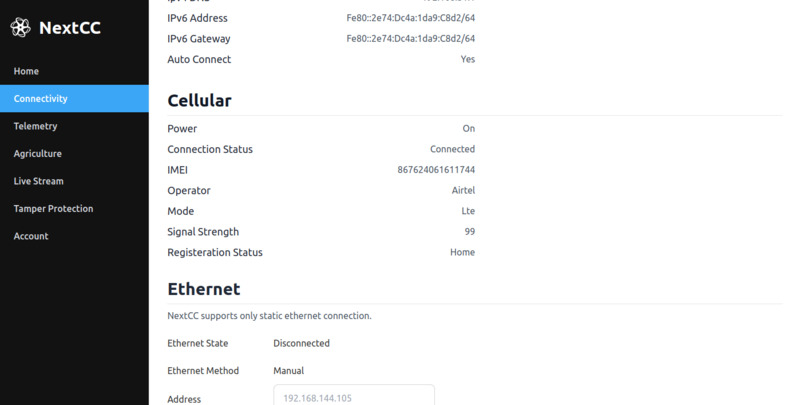 NextCC
Home
Connectivity
Telemetry
Agriculture
Live Stream
Tamper Protection
Account
IPv6 Address Fe80::2e74:Dc4a:1da9:C8d2/64
IPv6 Gateway Fe80::2e74:Dc4a:1da9:C8d2/64
Auto Connect Yes
Cellular
Power On
Connection Status Connected
IMEI 867624061611744
Operator Airtel
Mode Lte
Signal Strength 99
Registeration Status Home
Ethernet
NextCC supports only static ethernet connection.
Ethernet State Disconnected
Ethernet Method Manual
Address 192.168.144.105